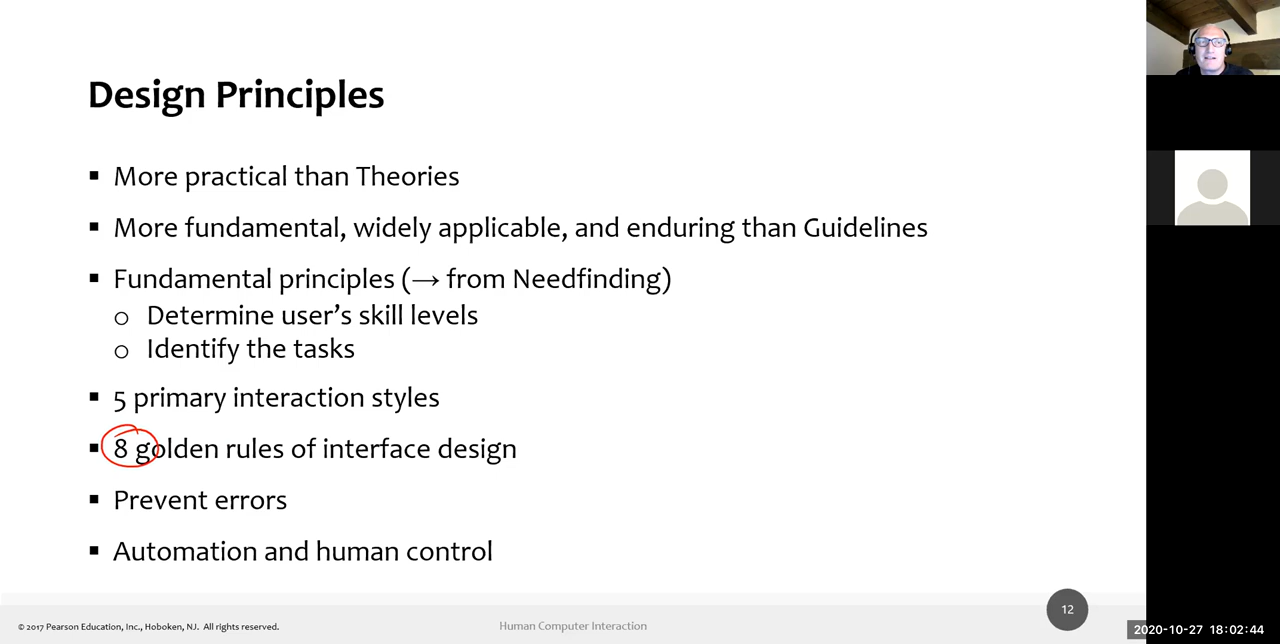 Design Principles
▪ More practical than Theories
▪ More fundamental, widely applicable, and enduring than Guidelines
▪ Fundamental principles (→ from Needfinding)
o Determine user’s skill levels
o Identify the tasks
▪ 5 primary interaction styles
▪ 8 golden rules of interface design
▪ Prevent errors
▪ Automation and human control
12
© 2017 Pearson Education, Inc., Hoboken, NJ. All rights reserved.
Human Computer Interaction
2020-10-27 18:02:44